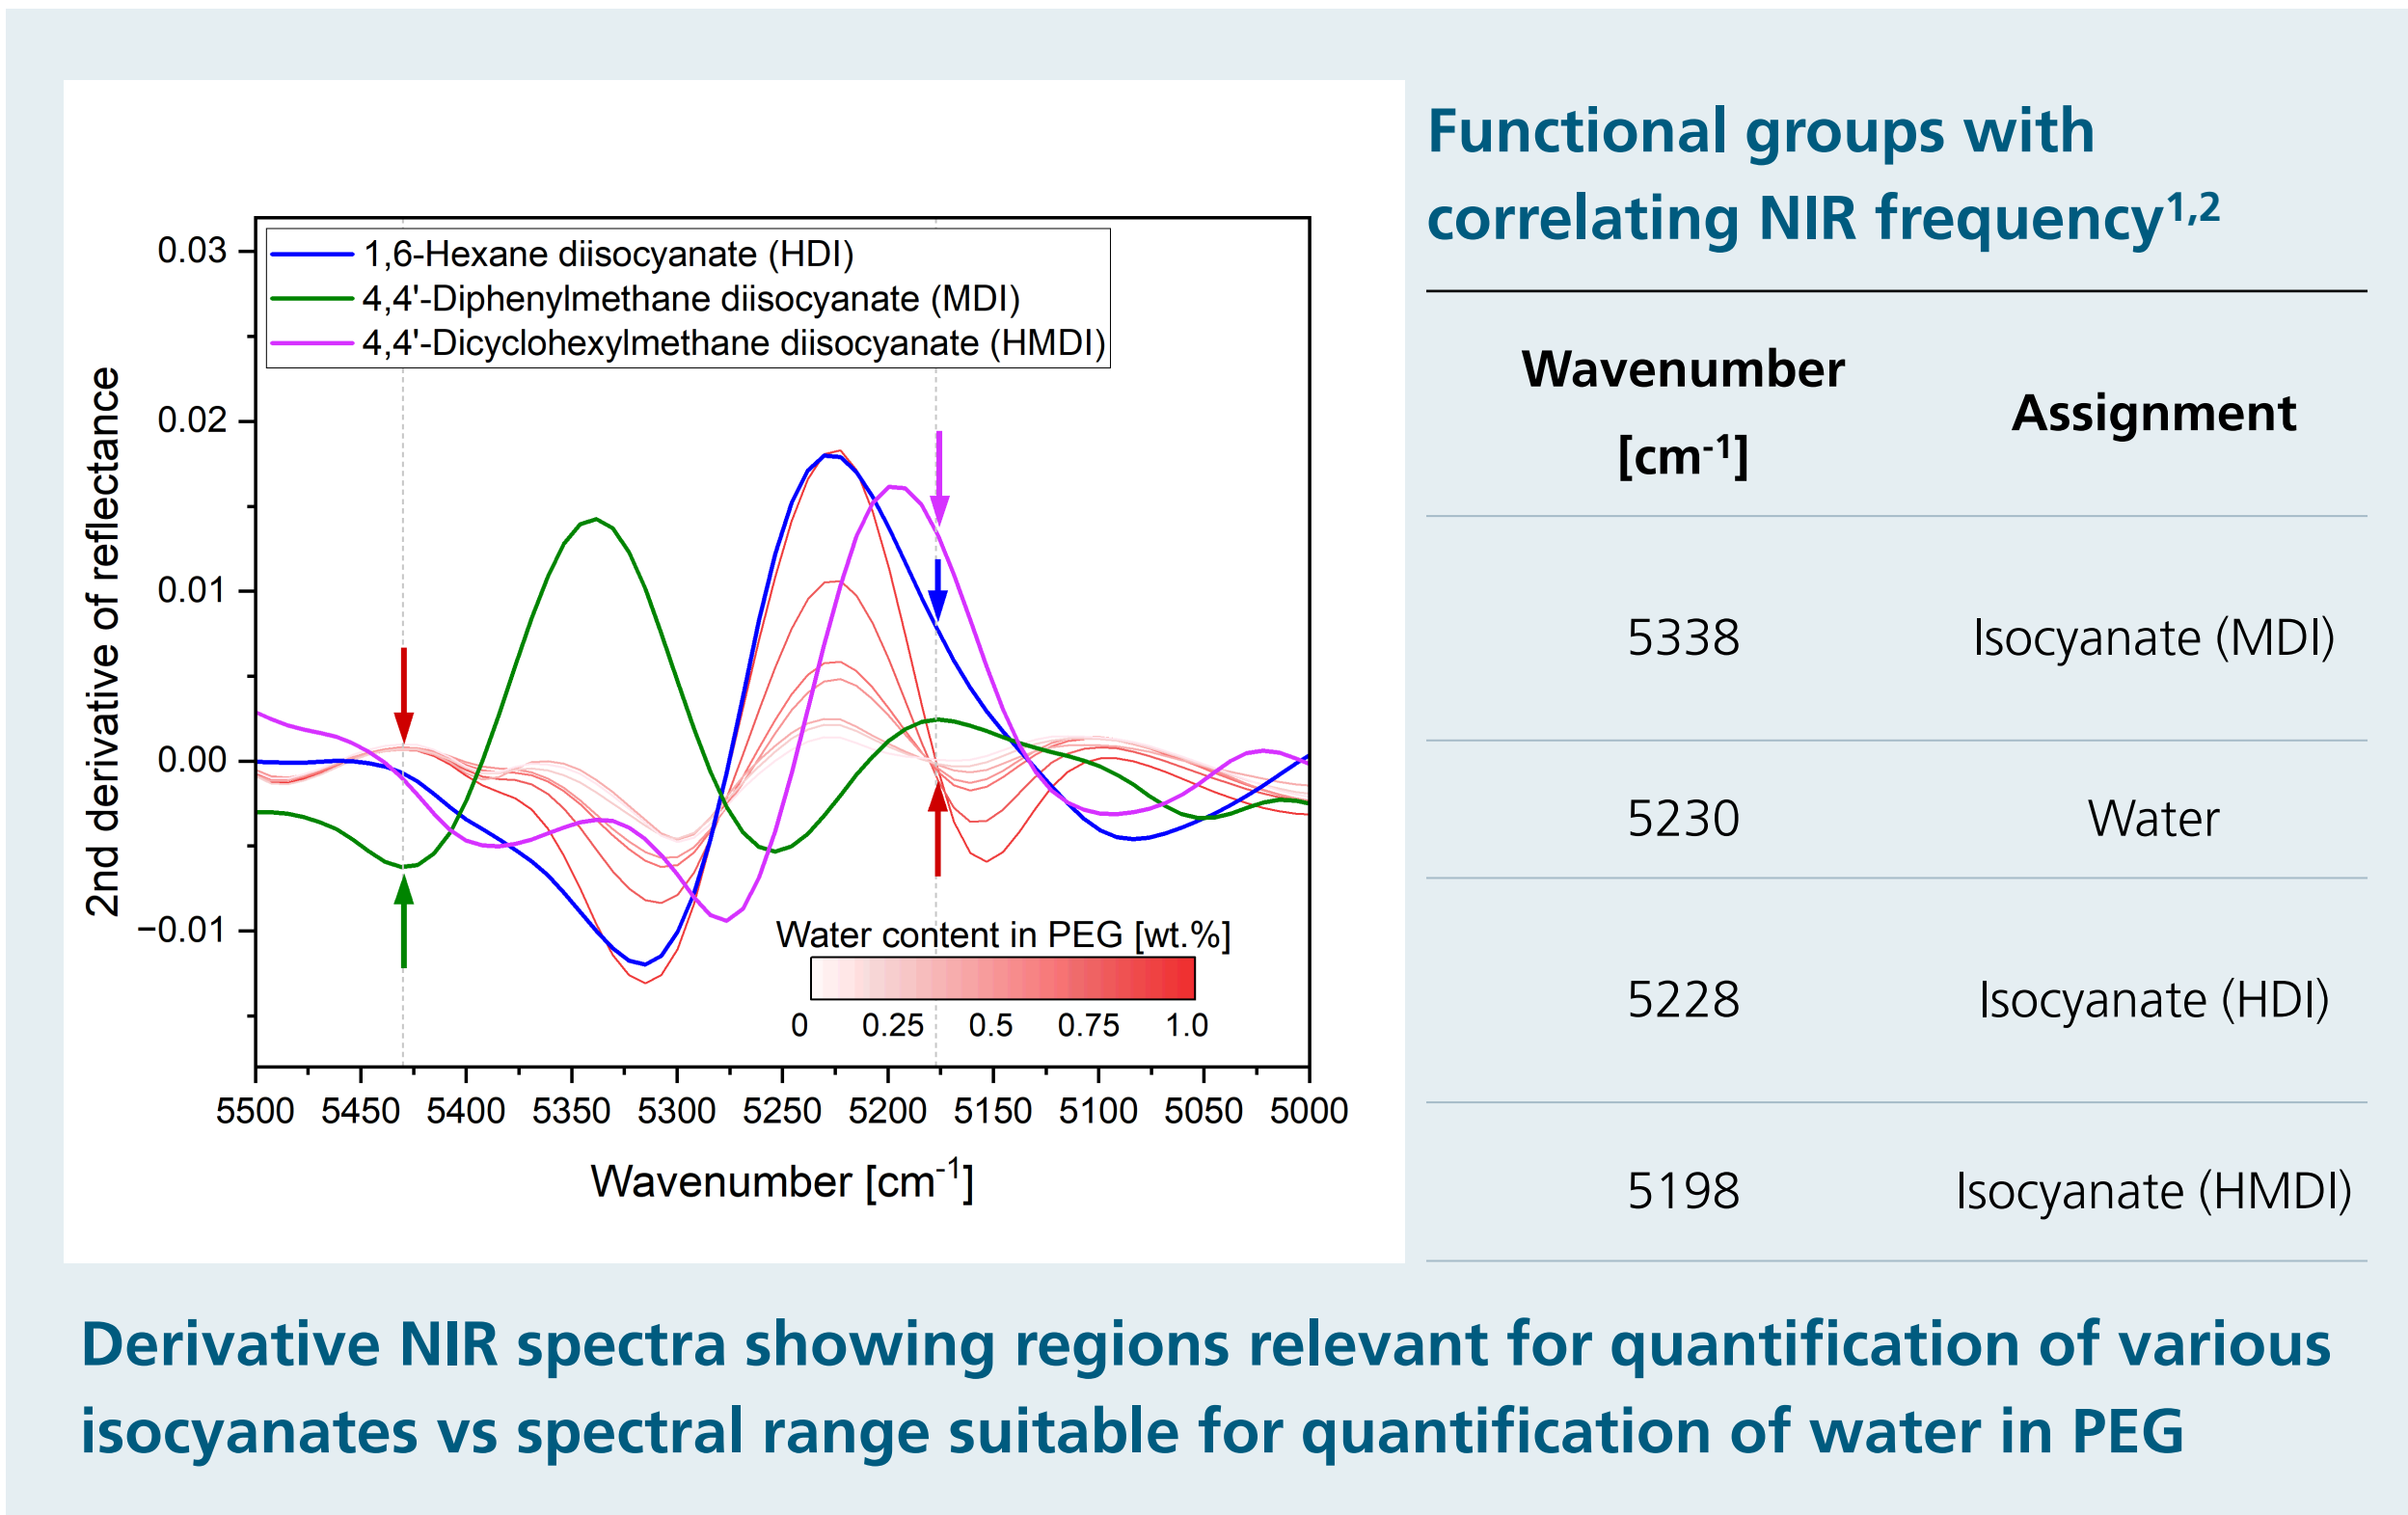 Functional groups with
correlating NIR frequency1,2
Wavenumber
[cm-1]
Assignment
5338 Isocyanate (MDI)
5230 Water
5228 Isocyanate (HDI)
5198 Isocyanate (HMDI)
1,6-Hexane diisocyanate (HDI)
4,4'-Diphenylmethane diisocyanate (MDI)
4,4'-Dicyclohexylmethane diisocyanate (HMDI)
2nd derivative of reflectance
0.03
0.02
0.01
0.00
−0.01
Water content in PEG [wt.%]
0 0.25 0.5 0.75 1.0
5500 5450 5400 5350 5300 5250 5200 5150 5100 5050 5000
Wavenumber [cm-1]
Derivative NIR spectra showing regions relevant for quantification of various
isocyanates vs spectral range suitable for quantification of water in PEG